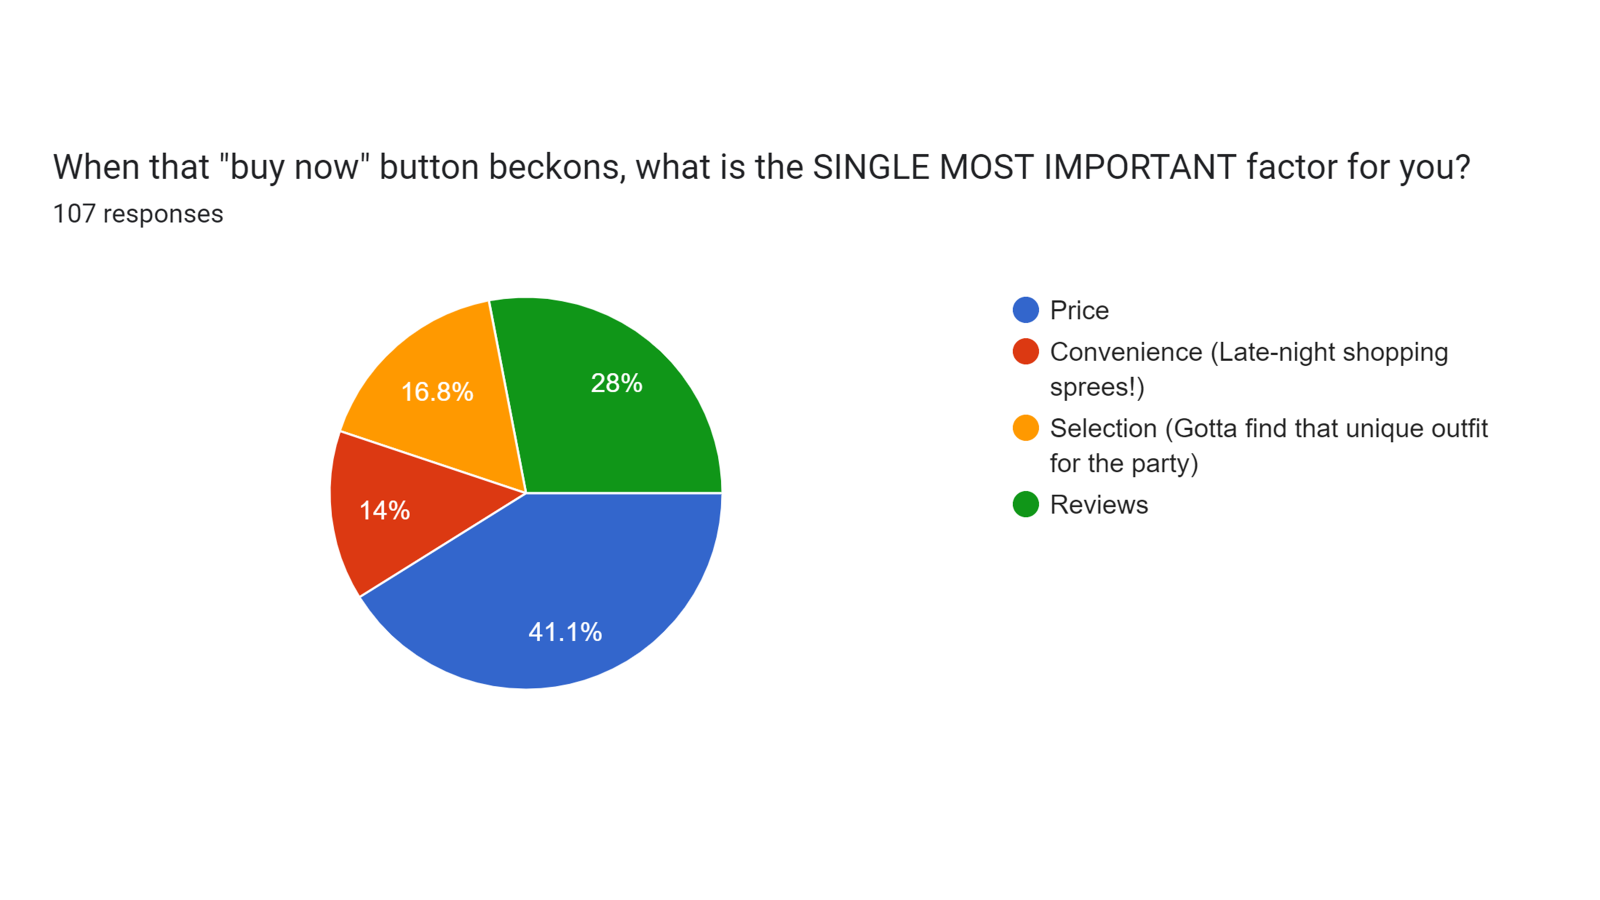 When that "buy now" button beckons, what is the SINGLE MOST IMPORTANT factor for you?
107 responses
16.8%
28%
14%
41.1%
Price
Convenience (Late-night shopping
sprees!)
Selection (Gotta find that unique outfit
for the party)
Reviews